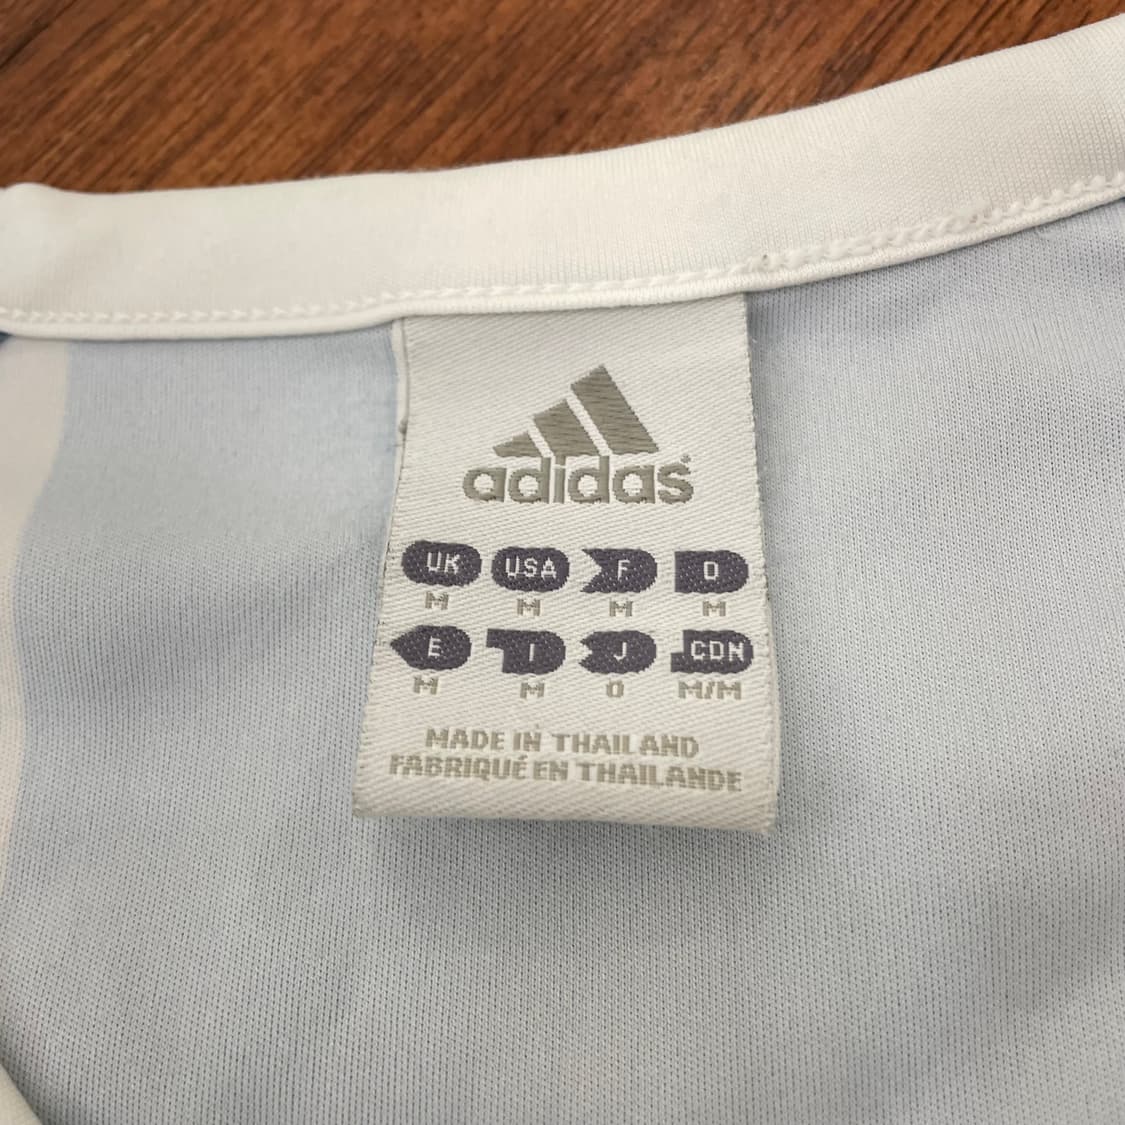 adidas
UK USA F D
M M M M
E I J CDN
M M O M/M
MADE IN THAILAND
FABRIQUÉ EN THAILANDE